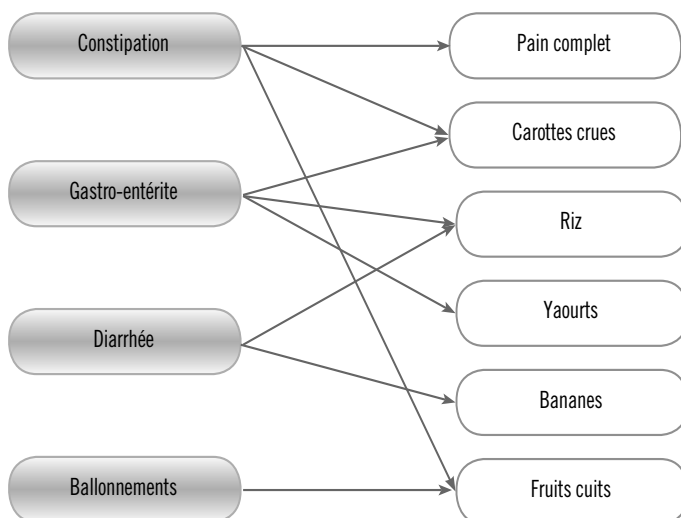 Constipation
Pain complet
Carottes crues
Gastro-entérite
Riz
Yaourts
Diarrhée
Bananes
Ballonnements
Fruits cuits